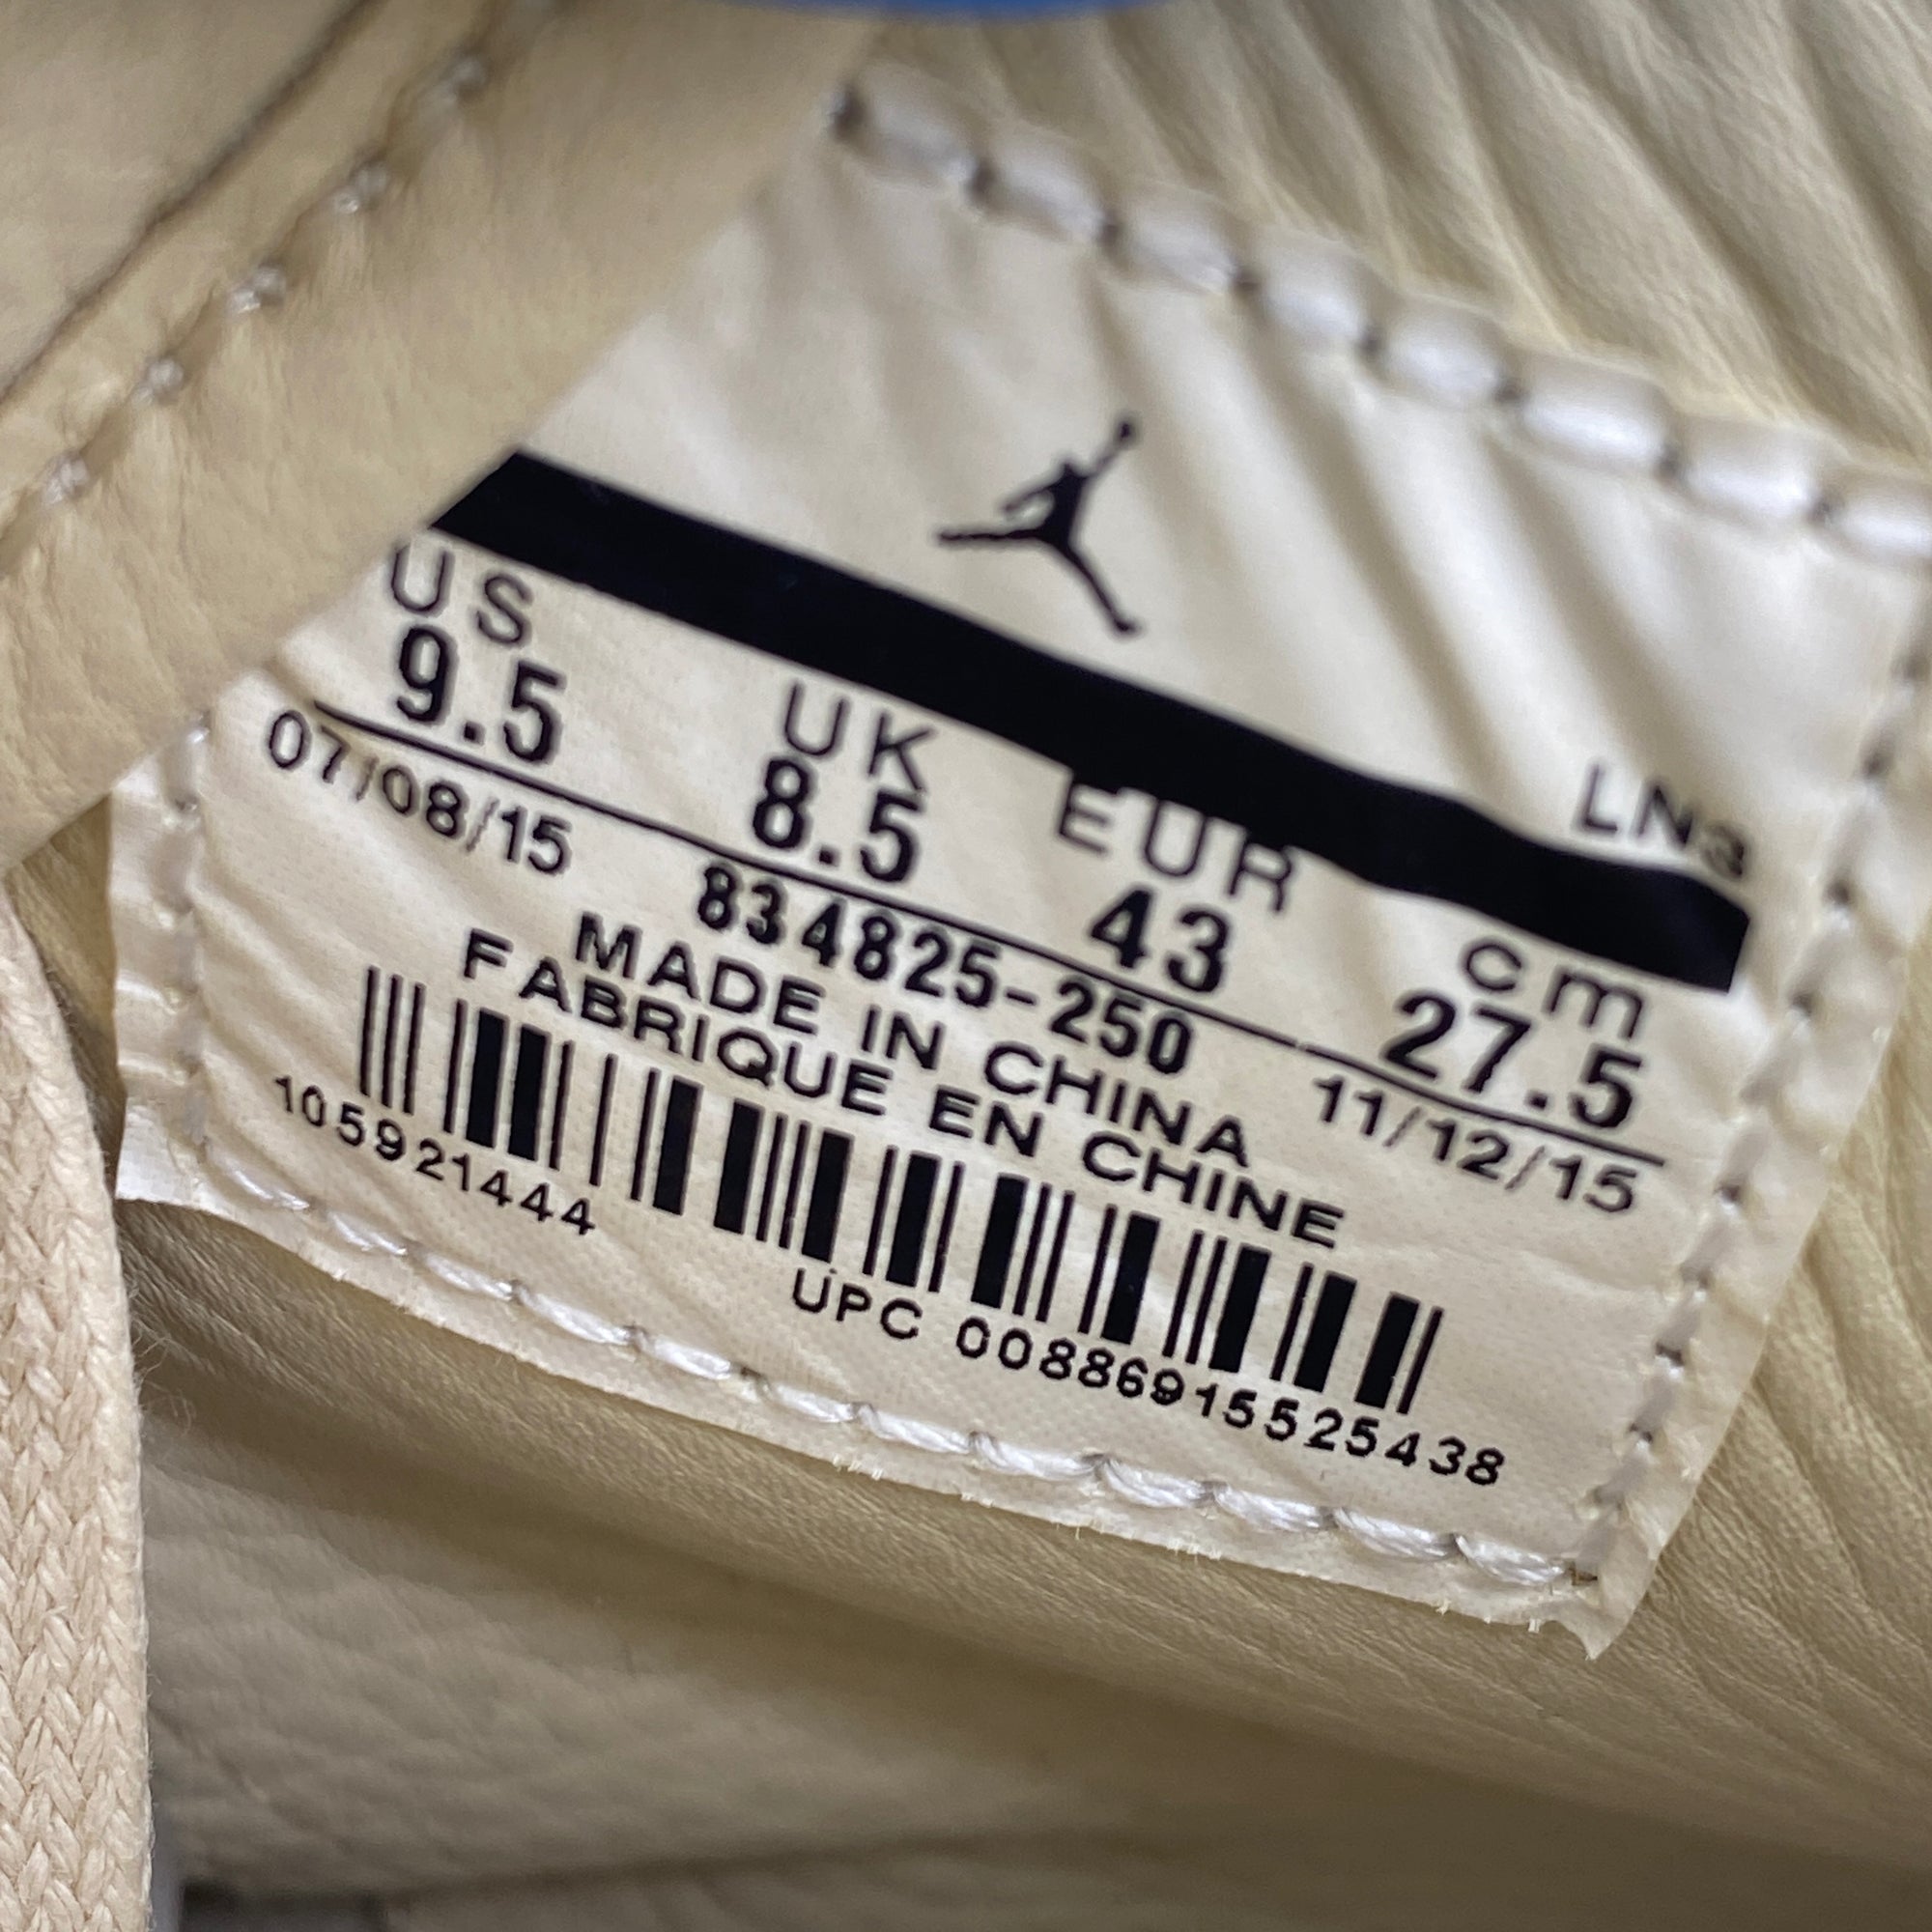 LN3
US UK EUR cm
9.5 8.5 43 27.5
07/08/15 834825-250 11/12/15
MADE IN CHINA
FABRIQUE EN CHINE
105921444
UPC 00886915525438